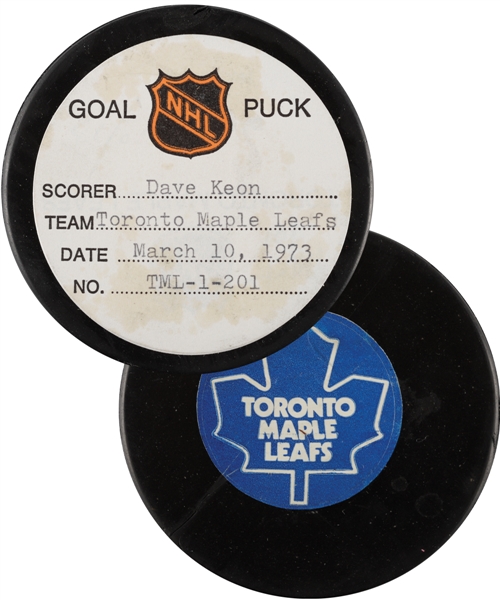 GOAL NHL PUCK
SCORER Dave Keon
TEAM Toronto Maple Leafs
DATE March 10, 1973
NO. TML-1-201
TORONTO
MAPLE
LEAFS